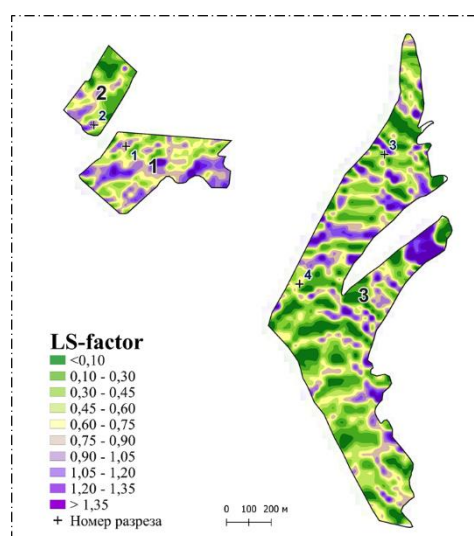 2
2
1
1
3
4
3
LS-factor
<0,10
0,10 - 0,30
0,30 - 0,45
0,45 - 0,60
0,60 - 0,75
0,75 - 0,90
0,90 - 1,05
1,05 - 1,20
1,20 - 1,35
> 1,35
+ Номер разреза
0 100 200 м